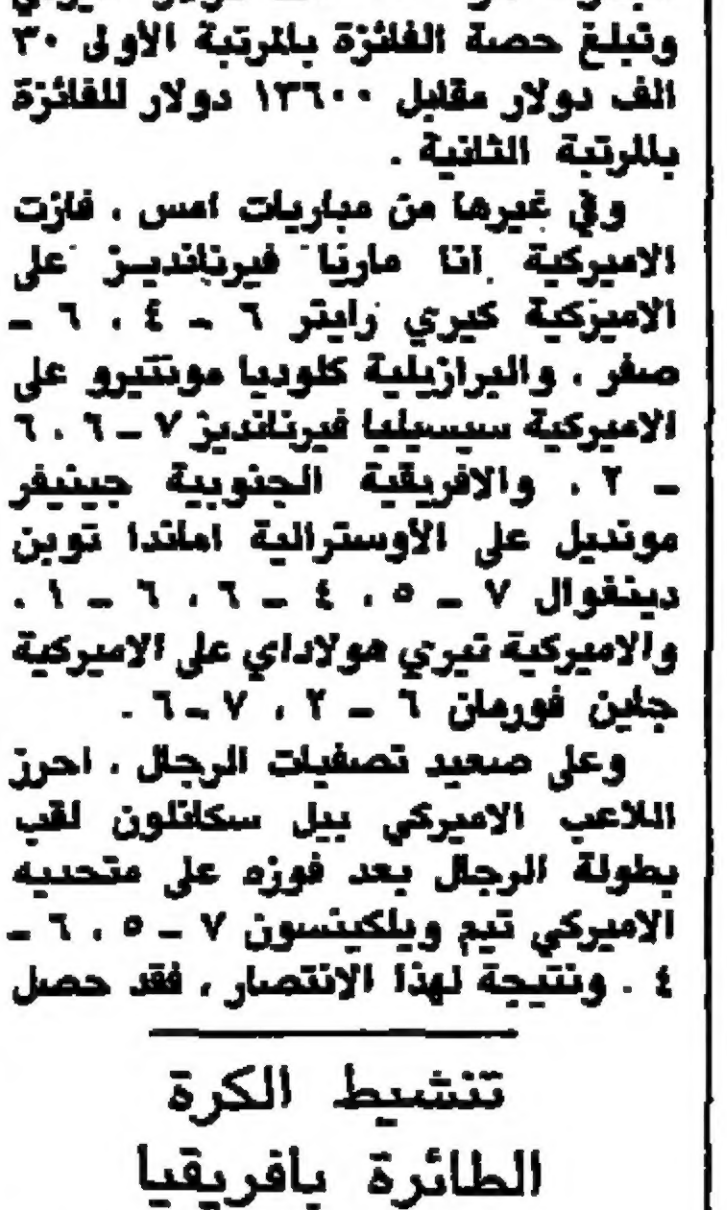 وتبلغ حصة الفائزة بالمرتبة الأولى ٣٠
الف دولار مقابل ١٣٦٠٠ دولار للفائزة
بالمرتبة الثانية .
وفي غيرها من مباريات امس ، فازت
الاميركية انا ماريا فيرنانديز على
الاميركية كيري رايتر ٦ - ٤ ، ٦ -
صفر ، والبرازيلية كلوديا مونتيرو على
الاميركية سيسيليا فيرنانديز ٧ - ٦ ، ٦
- ٢ ، والافريقية الجنوبية جينيفر
مونديل على الأوسترالية اماندا توبن
دينغوال ٧ - ٥ ، ٤ - ٦ ، ٦ - ١ ،
والاميركية تيري هولاداي على الاميركية
جلين فورمان ٦ - ٢ ، ٧ - ٦ .
وعلى صعيد تصفيات الرجال ، احرز
اللاعب الاميركي بيل سكانلون لقب
بطولة الرجال بعد فوزه على متحديه
الاميركي تيم ويلكينسون ٧ - ٥ ، ٦ -
٤ . ونتيجة لهذا الانتصار ، فقد حصل
تنشيط الكرة
الطائرة بافريقيا